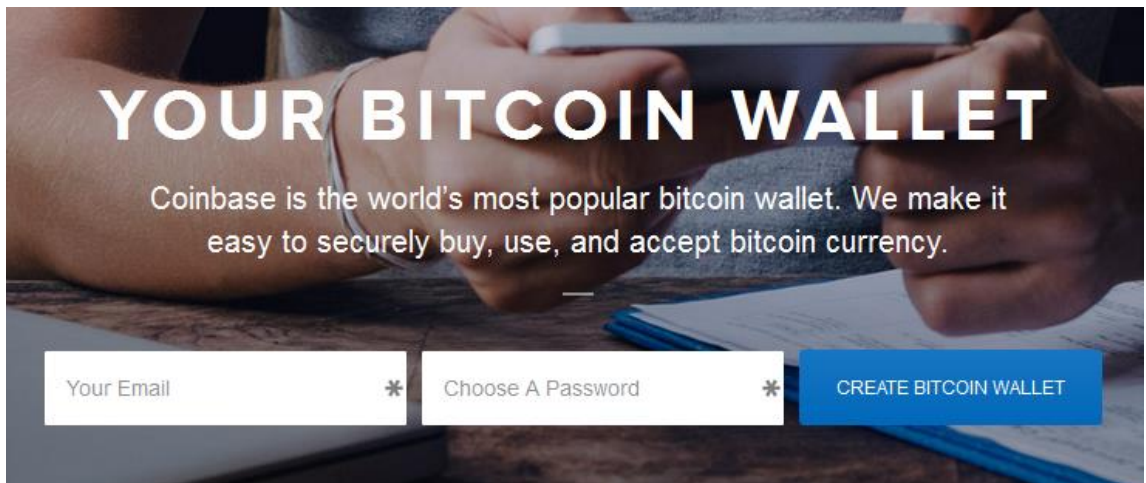 YOUR BITCOIN WALLET
Coinbase is the world's most popular bitcoin wallet. We make it
easy to securely buy, use, and accept bitcoin currency.
Your Email *
Choose A Password *
CREATE BITCOIN WALLET